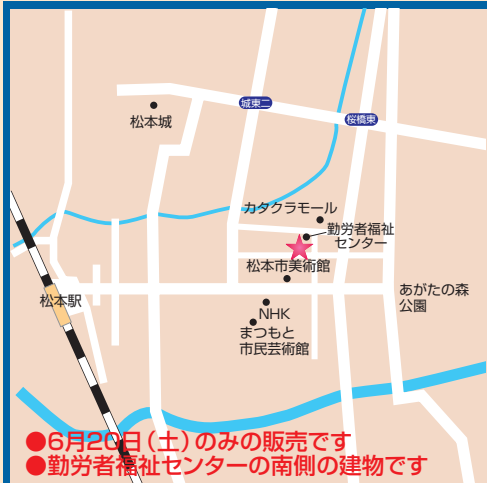 城東二
桜橋東
松本城
カタクラモール
勤労者福祉
センター
松本市美術館
あがたの森
公園
松本駅
NHK
まつもと
市民芸術館
●6月20日(土)のみの販売です
●勤労者福祉センターの南側の建物です